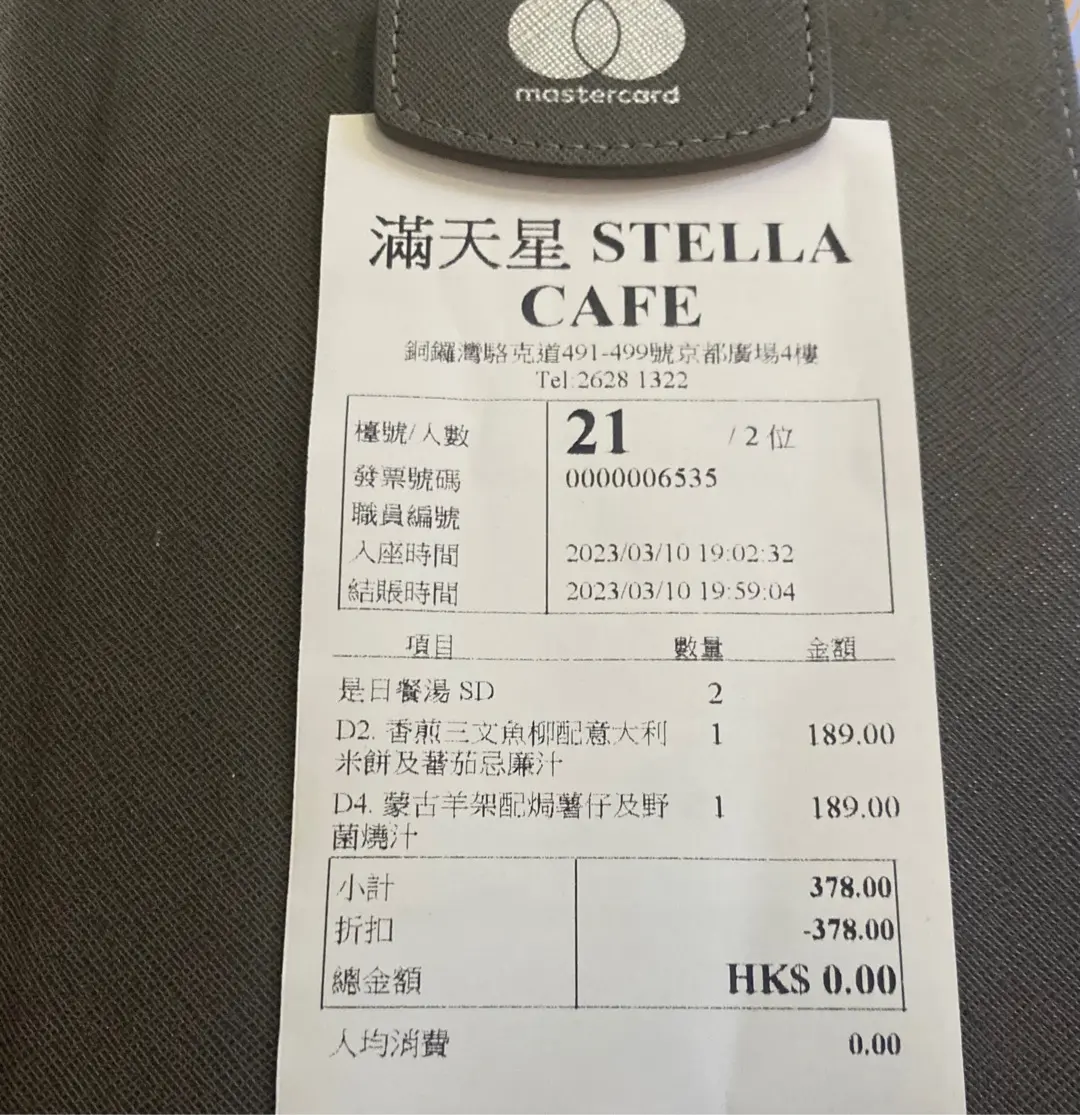 mastercard
滿天星 STELLA
CAFE
銅鑼灣駱克道491-499號京都廣場4樓
Tel:2628 1322
檯號/人數 21 /2 位
發票號碼 0000006535
職員編號
入座時間 2023/03/10 19:02:32
結賬時間 2023/03/10 19:59:04
項目 數量 金額
是日餐湯 SD 2
D2. 香煎三文魚柳配意大利 1 189.00
米餅及蕃茄忌廉汁
D4. 蒙古羊架配焗薯仔及野 1 189.00
菌燒汁
小計 378.00
折扣 -378.00
總金額 HK$ 0.00
人均消費 0.00